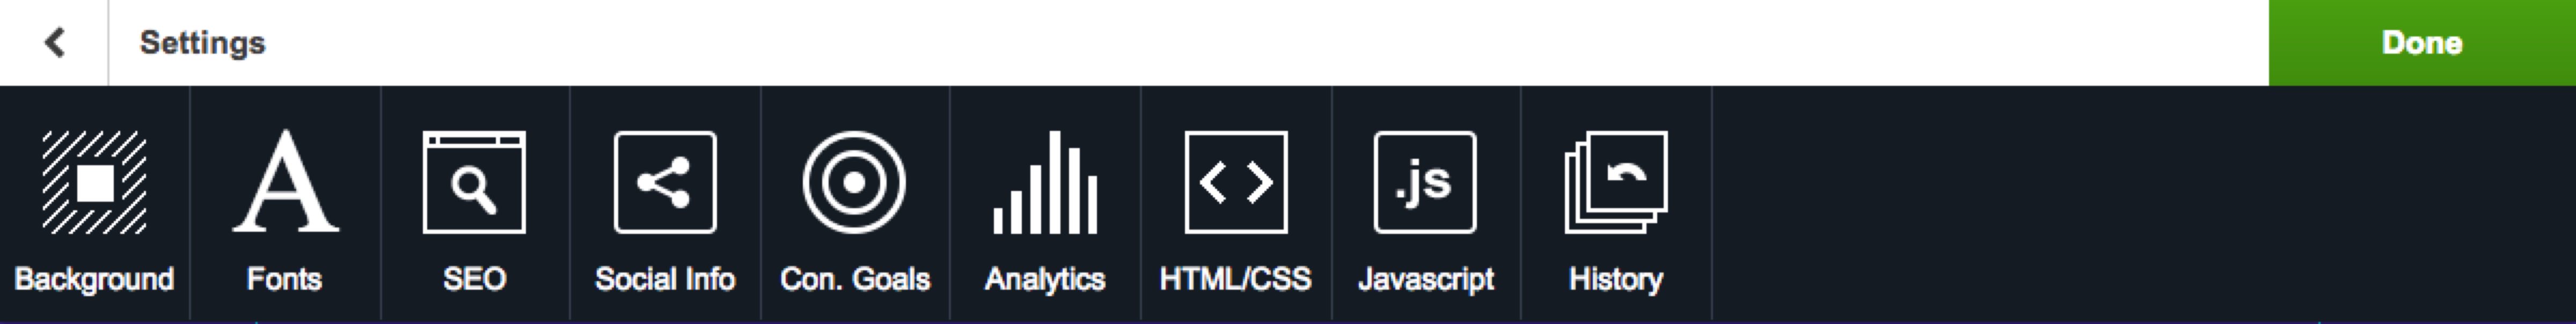 Settings
Done
Background
Fonts
SEO
Social Info
Con. Goals
Analytics
HTML/CSS
.js
Javascript
History